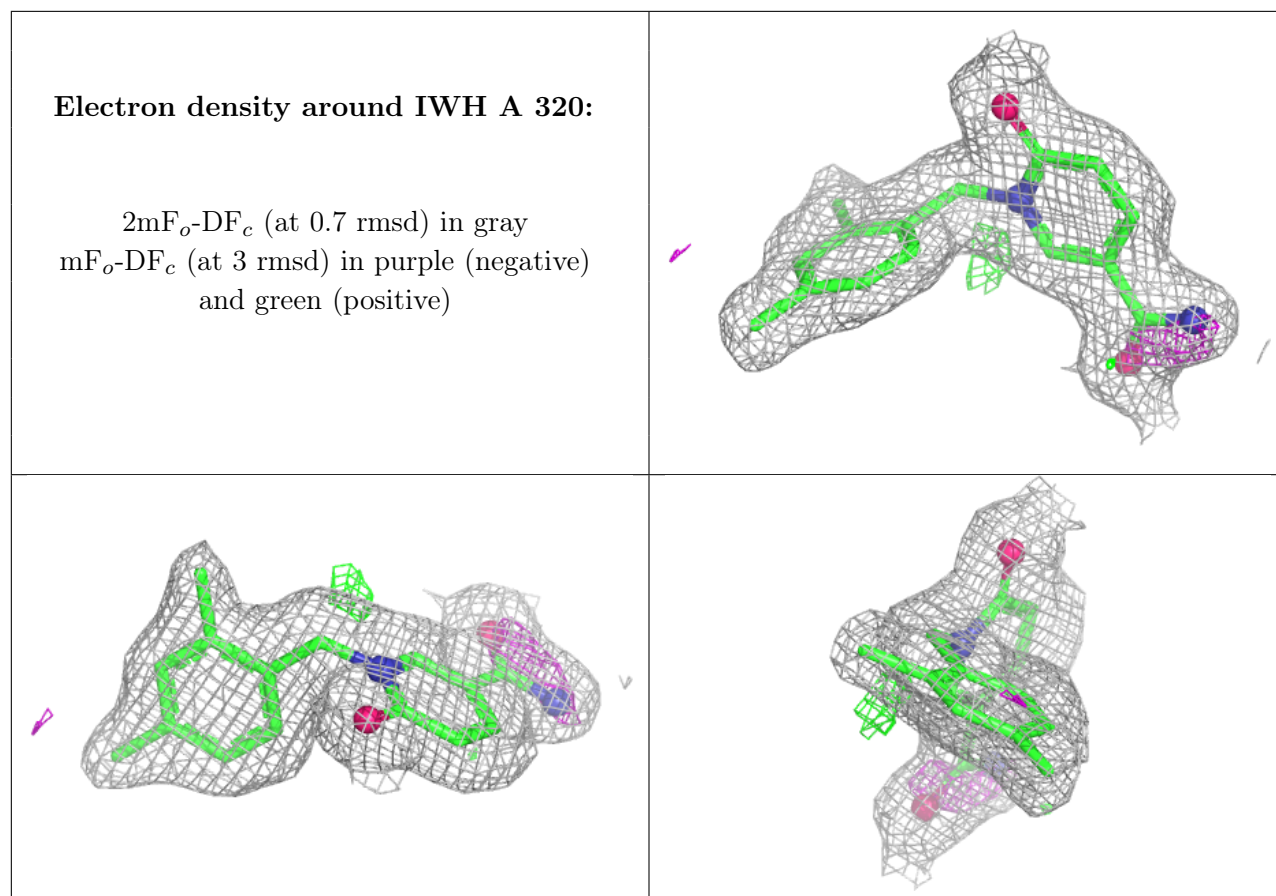 Electron density around IWH A 320:
2mFo-DFc (at 0.7 rmsd) in gray
mFo-DFc (at 3 rmsd) in purple (negative)
and green (positive)